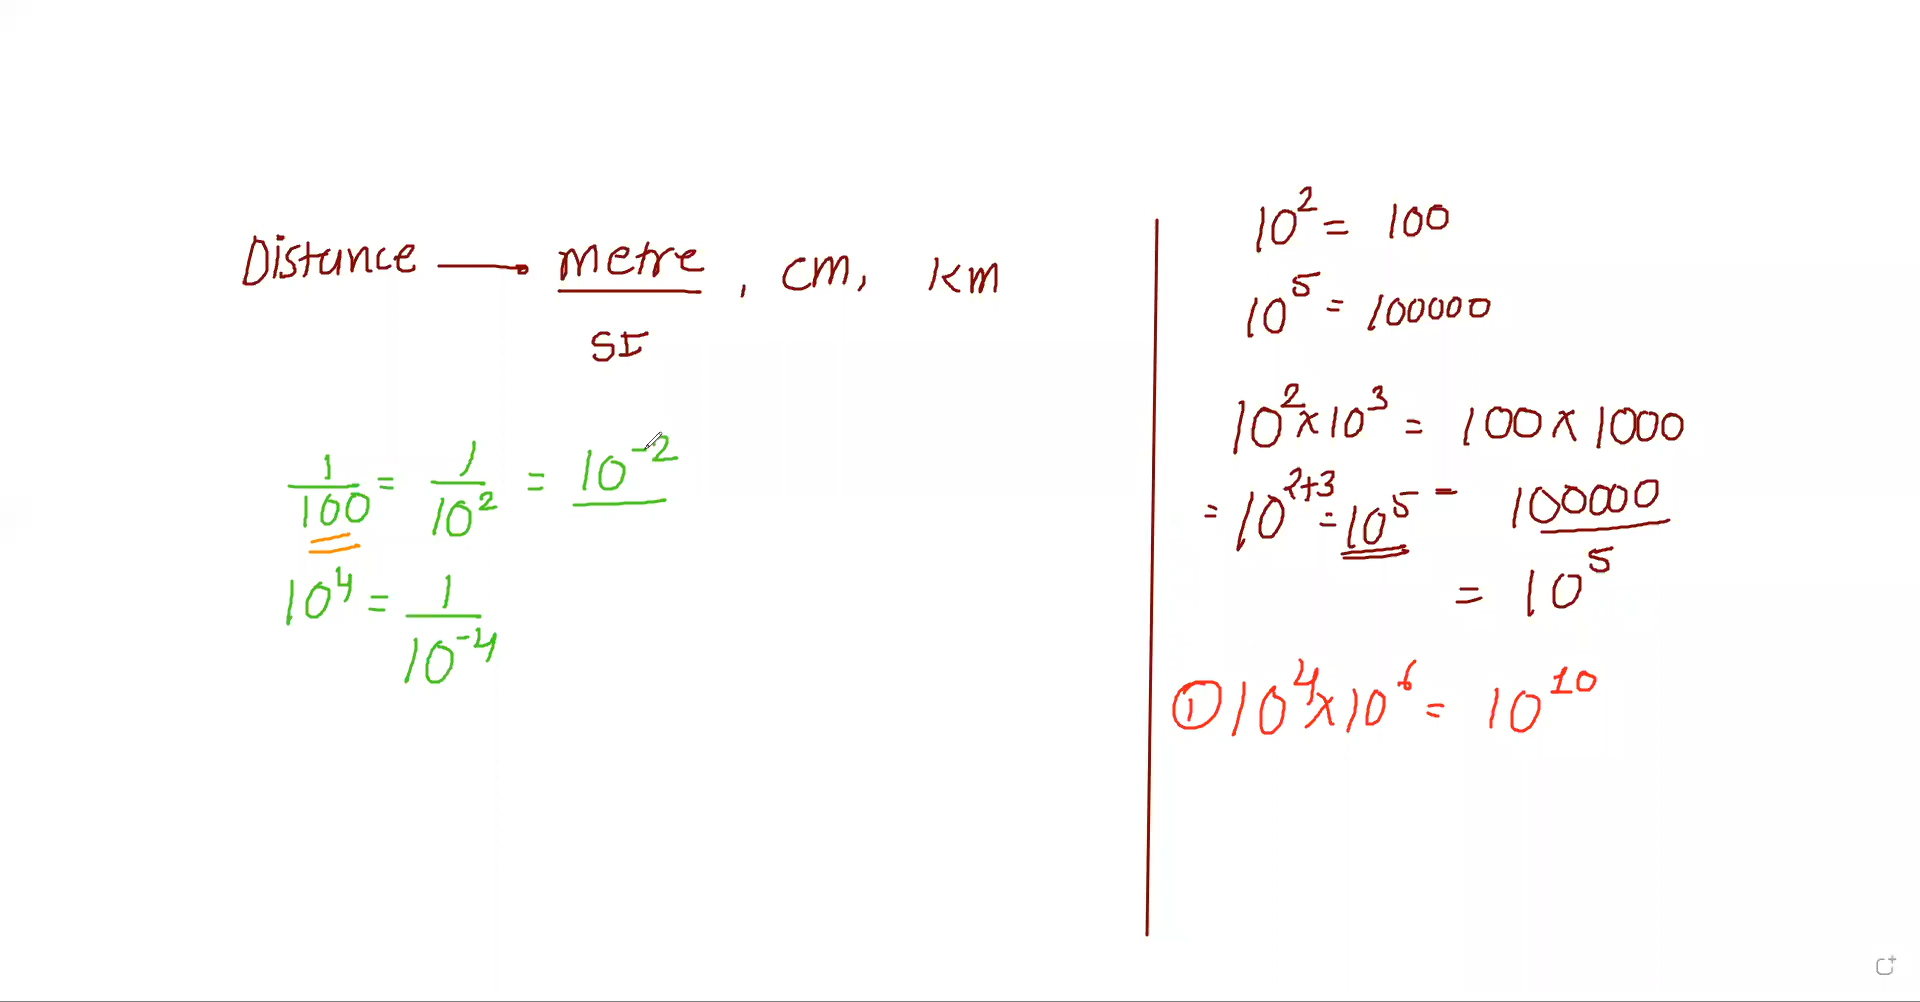 Distance → metre, cm, km
SI
1/100 = 1/10² = 10⁻²
10⁴ = 1/10⁻⁴
10² = 100
10⁵ = 100000
10² × 10³ = 100 × 1000
= 10²⁺³ = 10⁵ = 100000
= 10⁵
① 10⁴ × 10⁶ = 10¹⁰